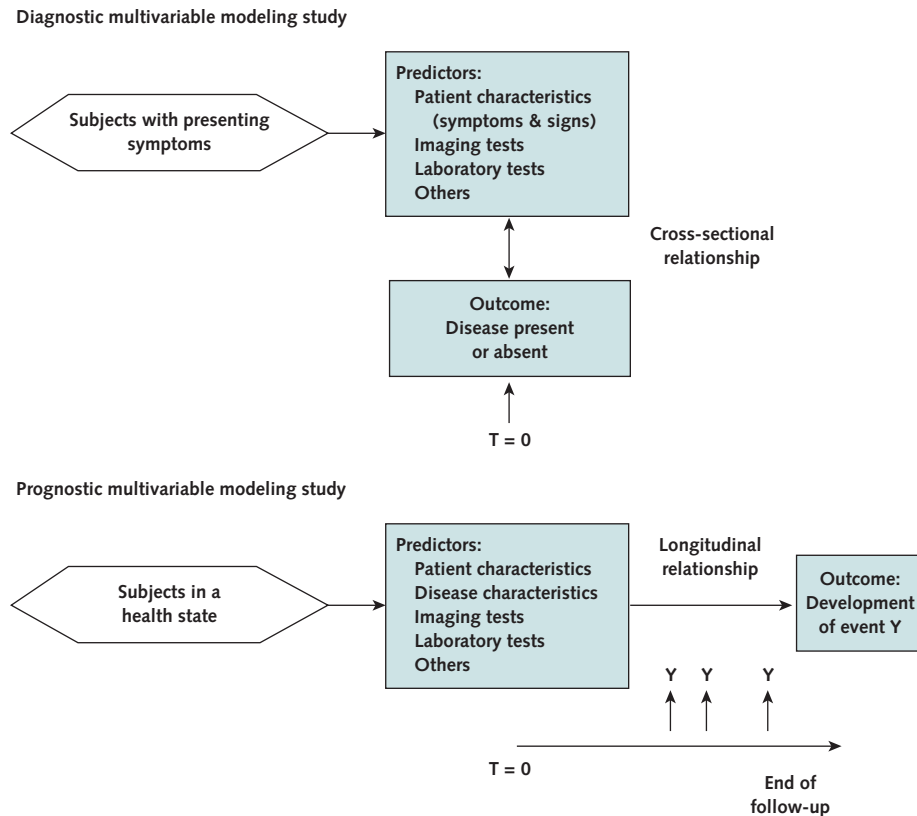 Diagnostic multivariable modeling study
Subjects with presenting
symptoms
Predictors:
Patient characteristics
(symptoms & signs)
Imaging tests
Laboratory tests
Others
Cross-sectional
relationship
Outcome:
Disease present
or absent
T = 0
Prognostic multivariable modeling study
Subjects in a
health state
Predictors:
Patient characteristics
Disease characteristics
Imaging tests
Laboratory tests
Others
Longitudinal
relationship
Outcome:
Development
of event Y
Y Y Y
T = 0
End of
follow-up